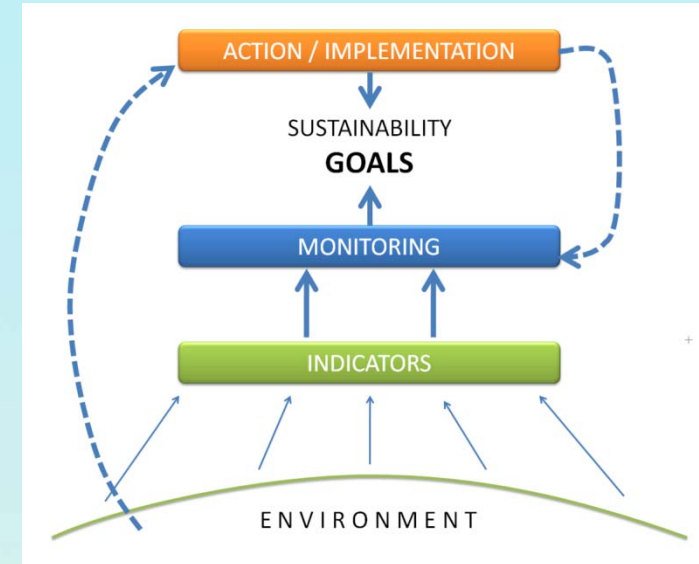 ACTION / IMPLEMENTATION
SUSTAINABILITY
GOALS
MONITORING
INDICATORS
ENVIRONMENT